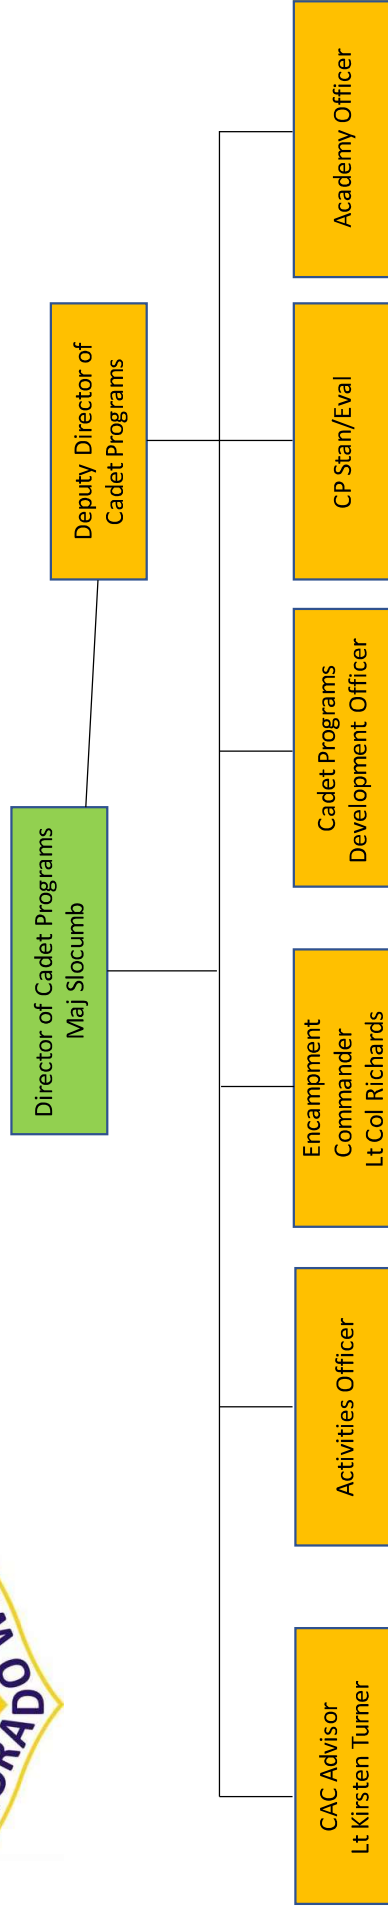 Director of Cadet Programs
Maj Slocumb
Deputy Director of
Cadet Programs
CAC Advisor
Lt Kirsten Turner
Activities Officer
Encampment
Commander
Lt Col Richards
Cadet Programs
Development Officer
CP Stan/Eval
Academy Officer